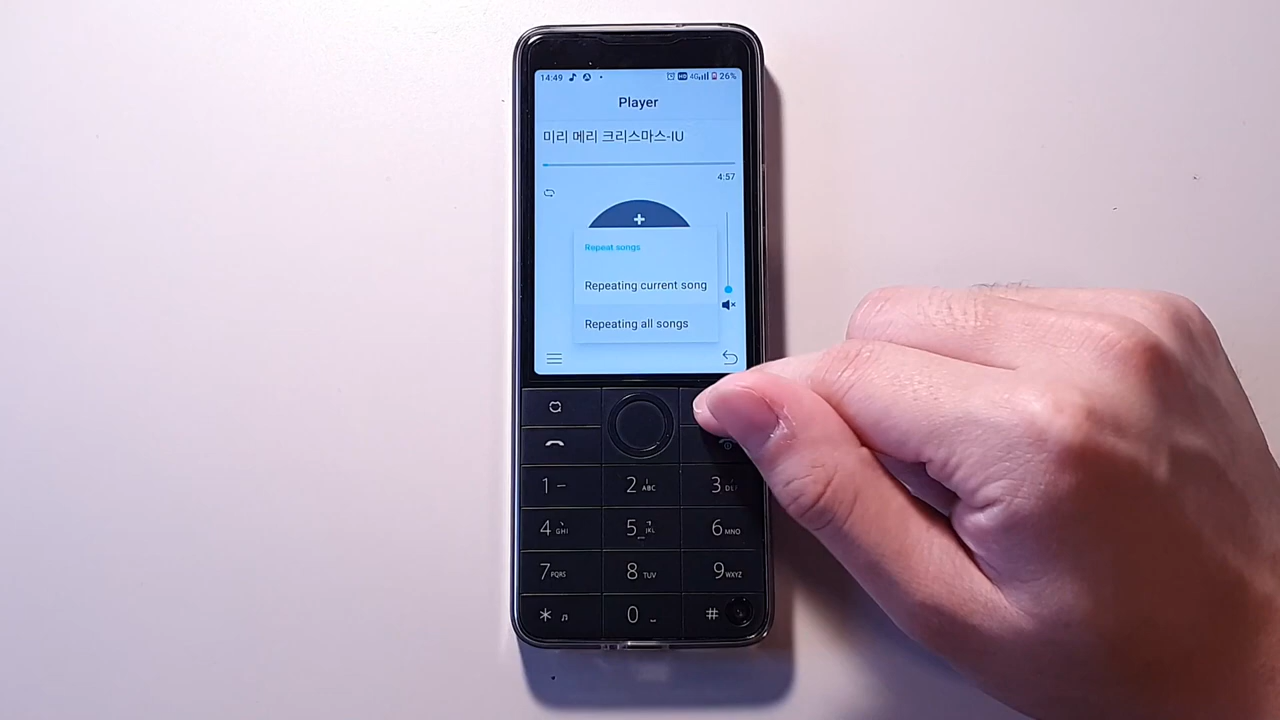 14:49 HD 4G 26%
Player
미리 메리 크리스마스-IU
4:57
+
Repeat songs
Repeating current song
Repeating all songs
1
2 ABC
3
4 GHI
5 JKL
6 MNO
7 PQRS
8 TUV
9 WXYZ
*
0
#